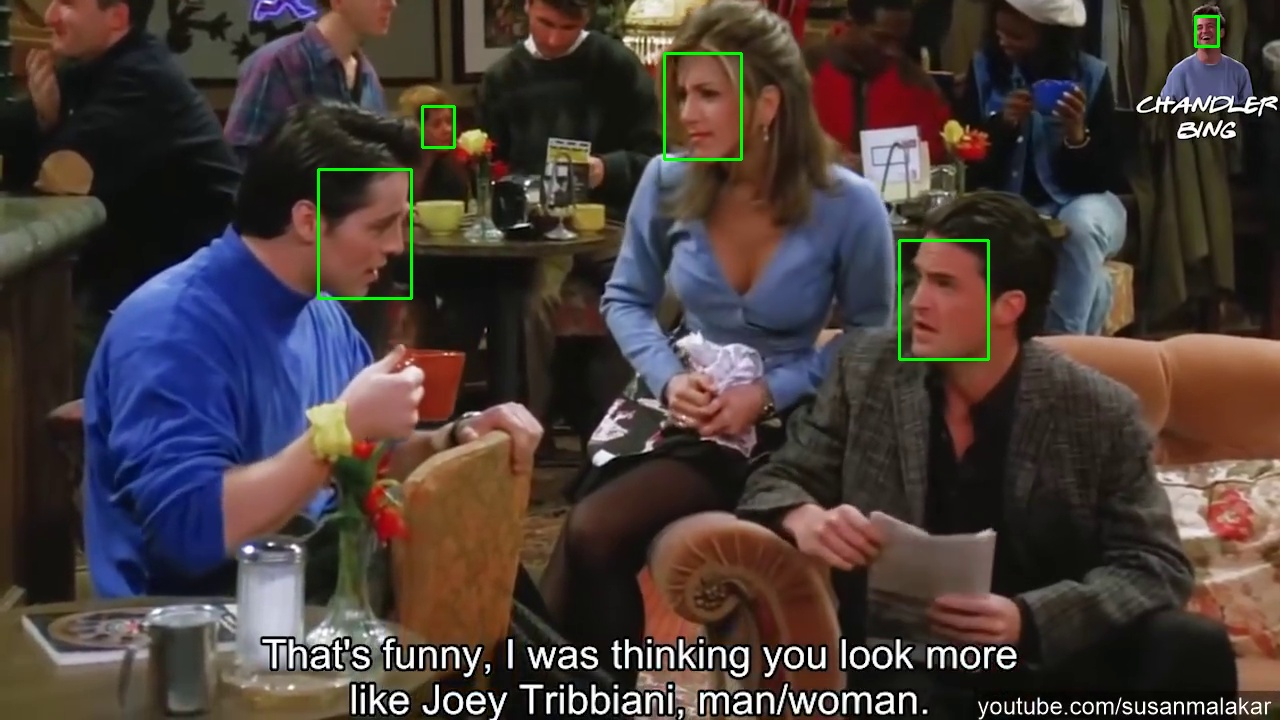 CHANDLER
BING
That's funny, I was thinking you look more
like Joey Tribbiani, man/woman.
youtube.com/susanmalakar